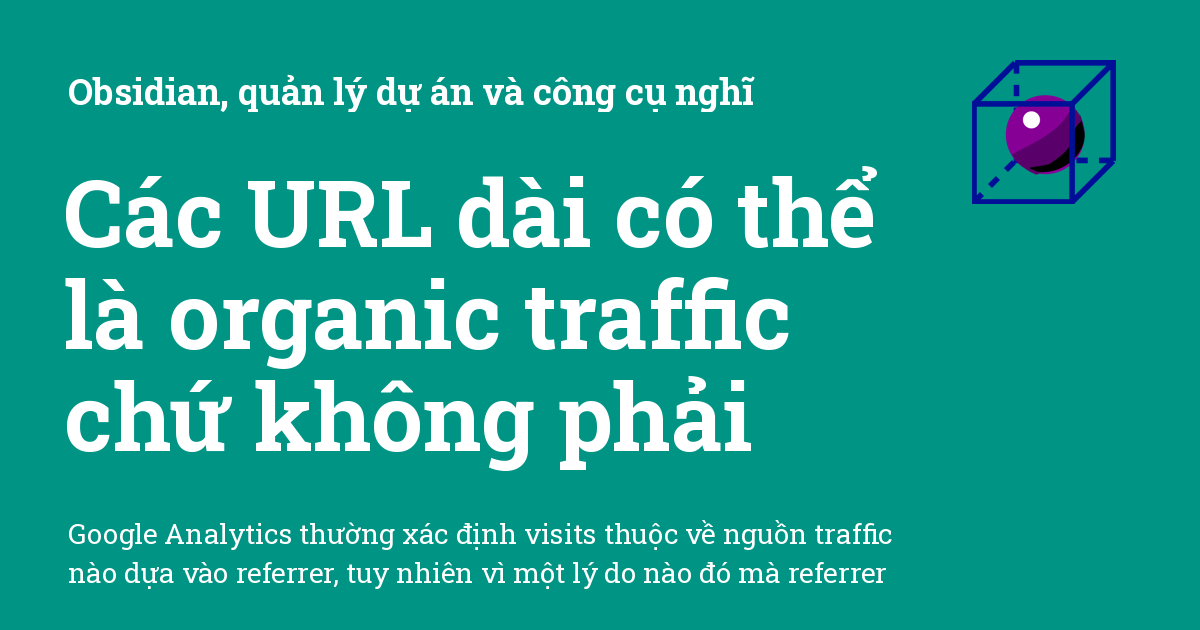 Obsidian, quản lý dự án và công cụ nghĩ
Các URL dài có thể
là organic traffic
chứ không phải
Google Analytics thường xác định visits thuộc về nguồn traffic
nào dựa vào referrer, tuy nhiên vì một lý do nào đó mà referrer